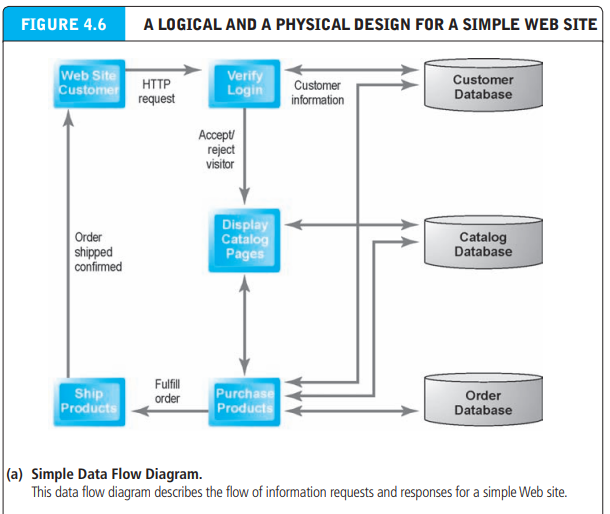 FIGURE 4.6
A LOGICAL AND A PHYSICAL DESIGN FOR A SIMPLE WEB SITE
Web Site
Customer
HTTP
request
Verify
Login
Customer
information
Customer
Database
Accept/
reject
visitor
Display
Catalog
Pages
Catalog
Database
Order
shipped
confirmed
Ship
Products
Fulfill
order
Purchase
Products
Order
Database
(a) Simple Data Flow Diagram.
This data flow diagram describes the flow of information requests and responses for a simple Web site.